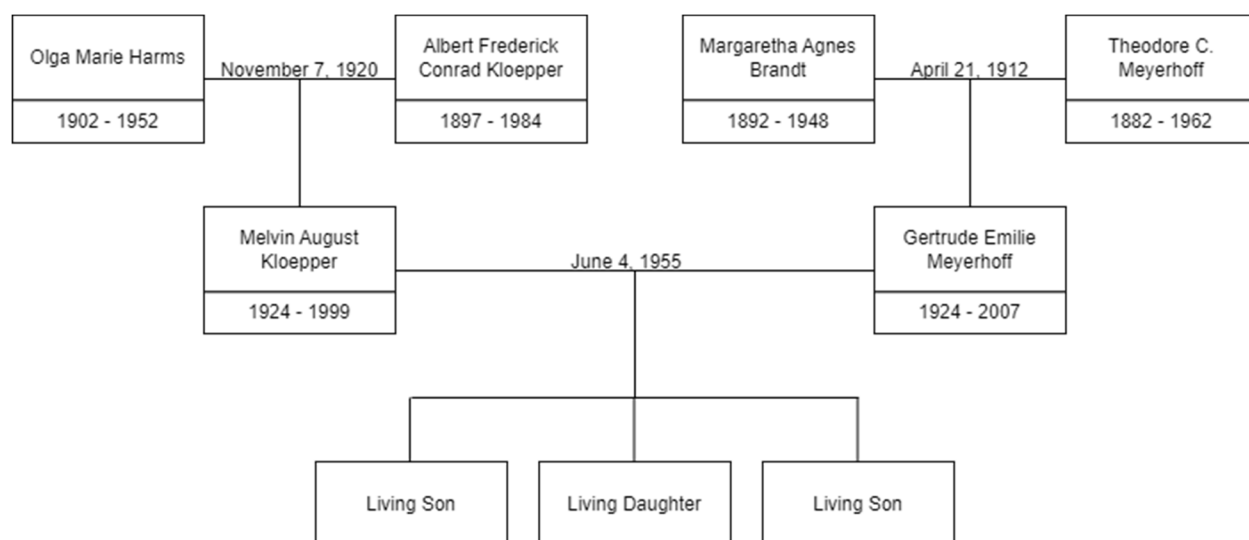 Olga Marie Harms
1902 - 1952
November 7, 1920
Albert Frederick
Conrad Kloepper
1897 - 1984
Margaretha Agnes
Brandt
1892 - 1948
April 21, 1912
Theodore C.
Meyerhoff
1882 - 1962
Melvin August
Kloepper
1924 - 1999
June 4, 1955
Gertrude Emilie
Meyerhoff
1924 - 2007
Living Son
Living Daughter
Living Son